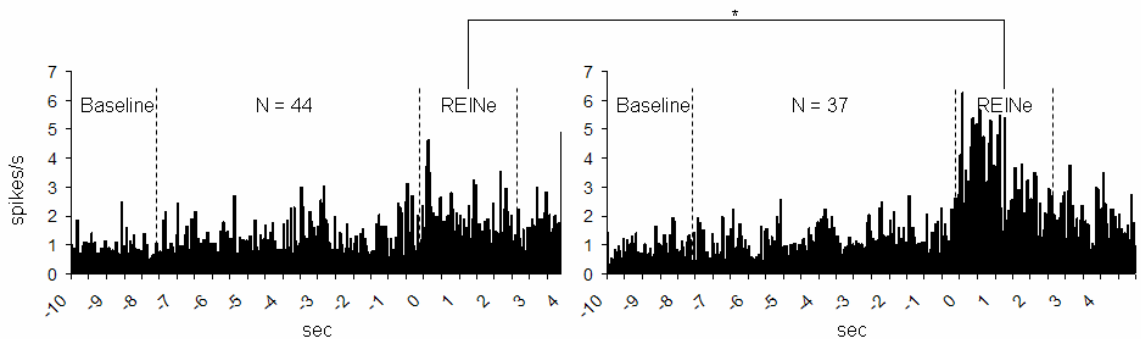 *
7 7
6 Baseline N = 44 REINe 6 Baseline N = 37 REINe
5 5
4 4
spikes/s
3 3
2 2
1 1
0 0
-10 -9 -8 -7 -6 -5 -4 -3 -2 -1 0 1 2 3 4 -10 -9 -8 -7 -6 -5 -4 -3 -2 -1 0 1 2 3 4
sec sec